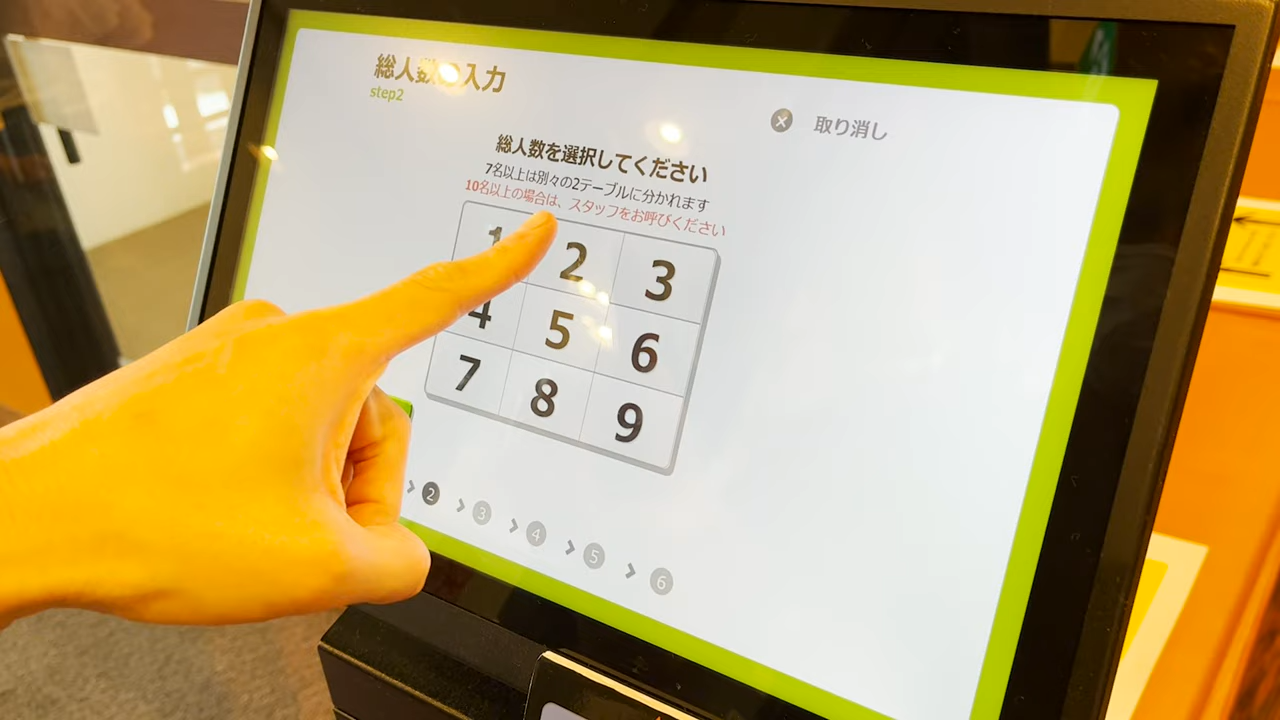 総人数の入力
step2
取り消し
総人数を選択してください
7名以上は別々の2テーブルに分かれます
10名以上の場合は、スタッフをお呼びください
1 2 3
4 5 6
7 8 9
2 3 4 5 6